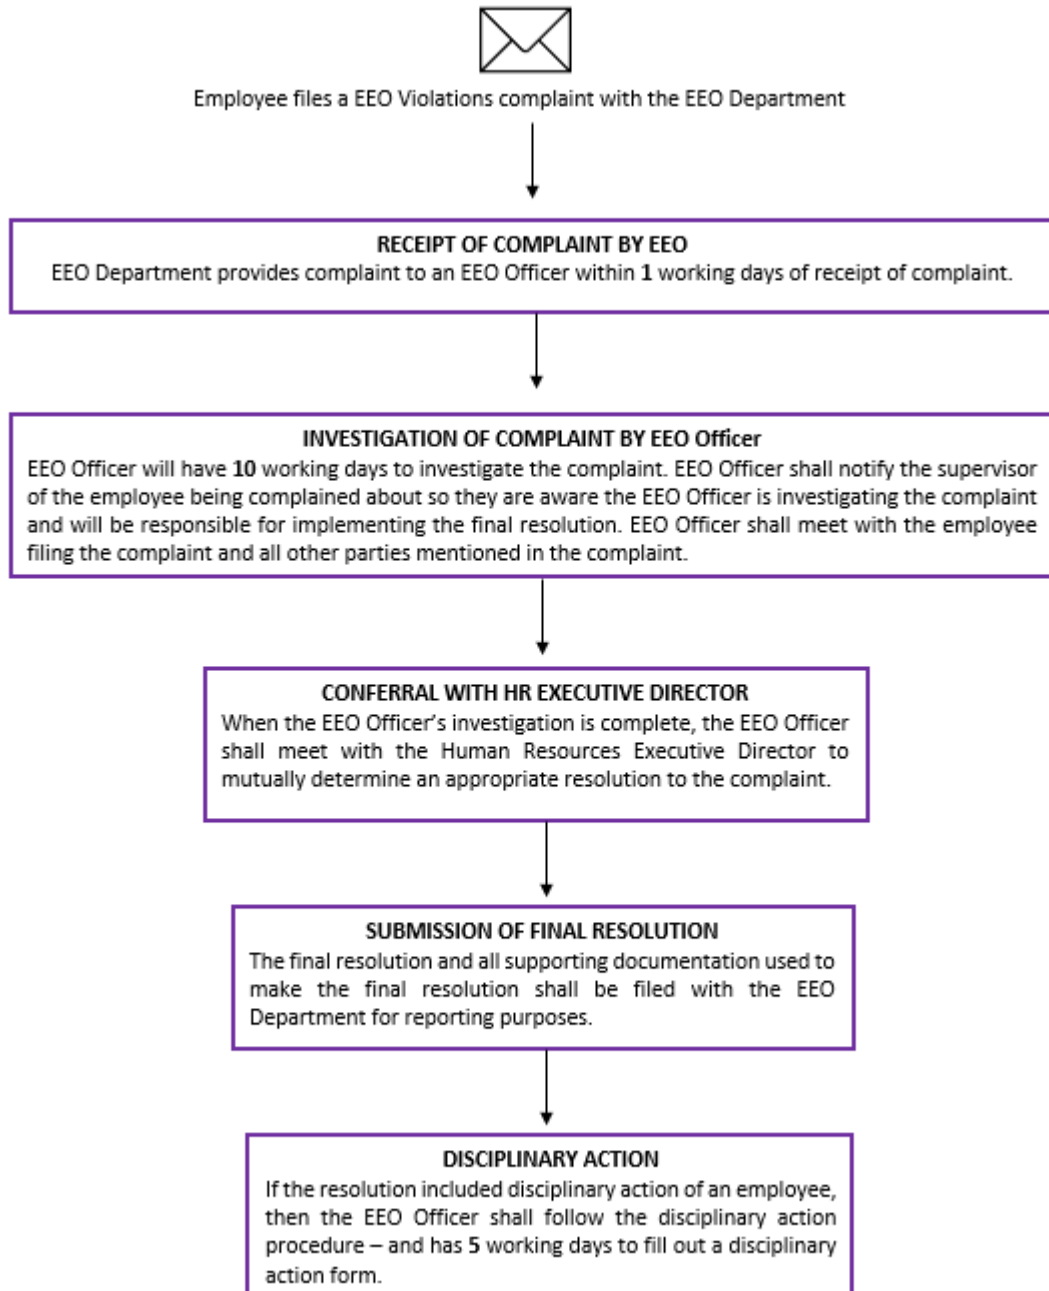 Employee files a EEO Violations complaint with the EEO Department
RECEIPT OF COMPLAINT BY EEO
EEO Department provides complaint to an EEO Officer within 1 working days of receipt of complaint.
INVESTIGATION OF COMPLAINT BY EEO Officer
EEO Officer will have 10 working days to investigate the complaint. EEO Officer shall notify the supervisor
of the employee being complained about so they are aware the EEO Officer is investigating the complaint
and will be responsible for implementing the final resolution. EEO Officer shall meet with the employee
filing the complaint and all other parties mentioned in the complaint.
CONFERRAL WITH HR EXECUTIVE DIRECTOR
When the EEO Officer’s investigation is complete, the EEO Officer
shall meet with the Human Resources Executive Director to
mutually determine an appropriate resolution to the complaint.
SUBMISSION OF FINAL RESOLUTION
The final resolution and all supporting documentation used to
make the final resolution shall be filed with the EEO
Department for reporting purposes.
DISCIPLINARY ACTION
If the resolution included disciplinary action of an employee,
then the EEO Officer shall follow the disciplinary action
procedure – and has 5 working days to fill out a disciplinary
action form.